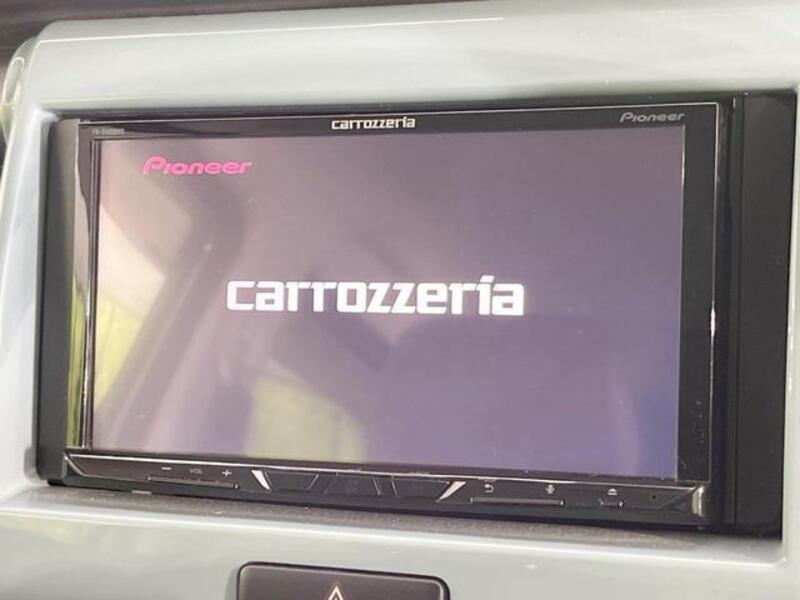 carrozzeria
Pioneer
Pioneer
carrozzeria
− VOL +